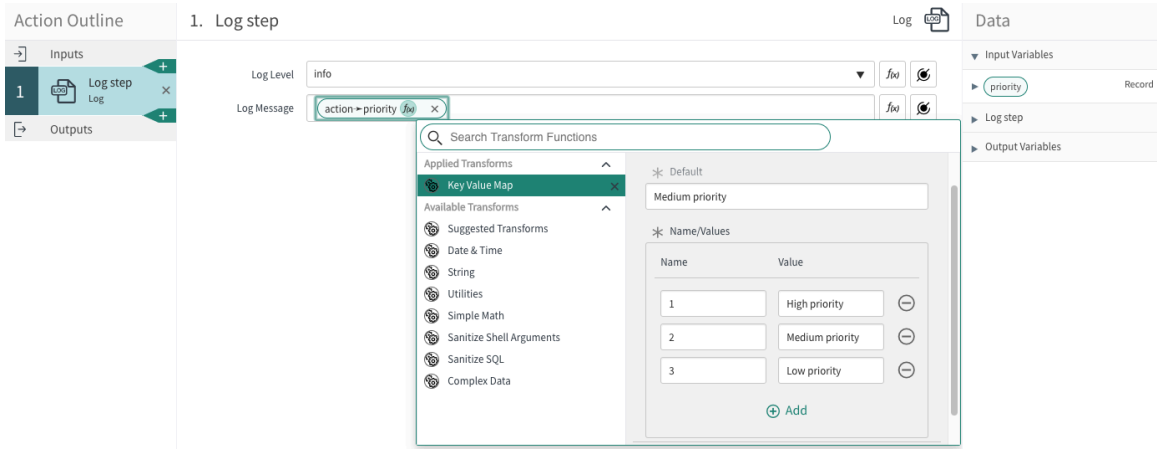 Action Outline
Inputs
1
Log step
Log
Outputs
1. Log step
Log
LOG
Log Level
info
f(x)
Log Message
action➛priority f(x)
f(x)
Search Transform Functions
Applied Transforms
Key Value Map
Available Transforms
Suggested Transforms
Date & Time
String
Utilities
Simple Math
Sanitize Shell Arguments
Sanitize SQL
Complex Data
Default
Medium priority
Name/Values
Name Value
1 High priority
2 Medium priority
3 Low priority
Add
Data
Input Variables
priority Record
Log step
Output Variables